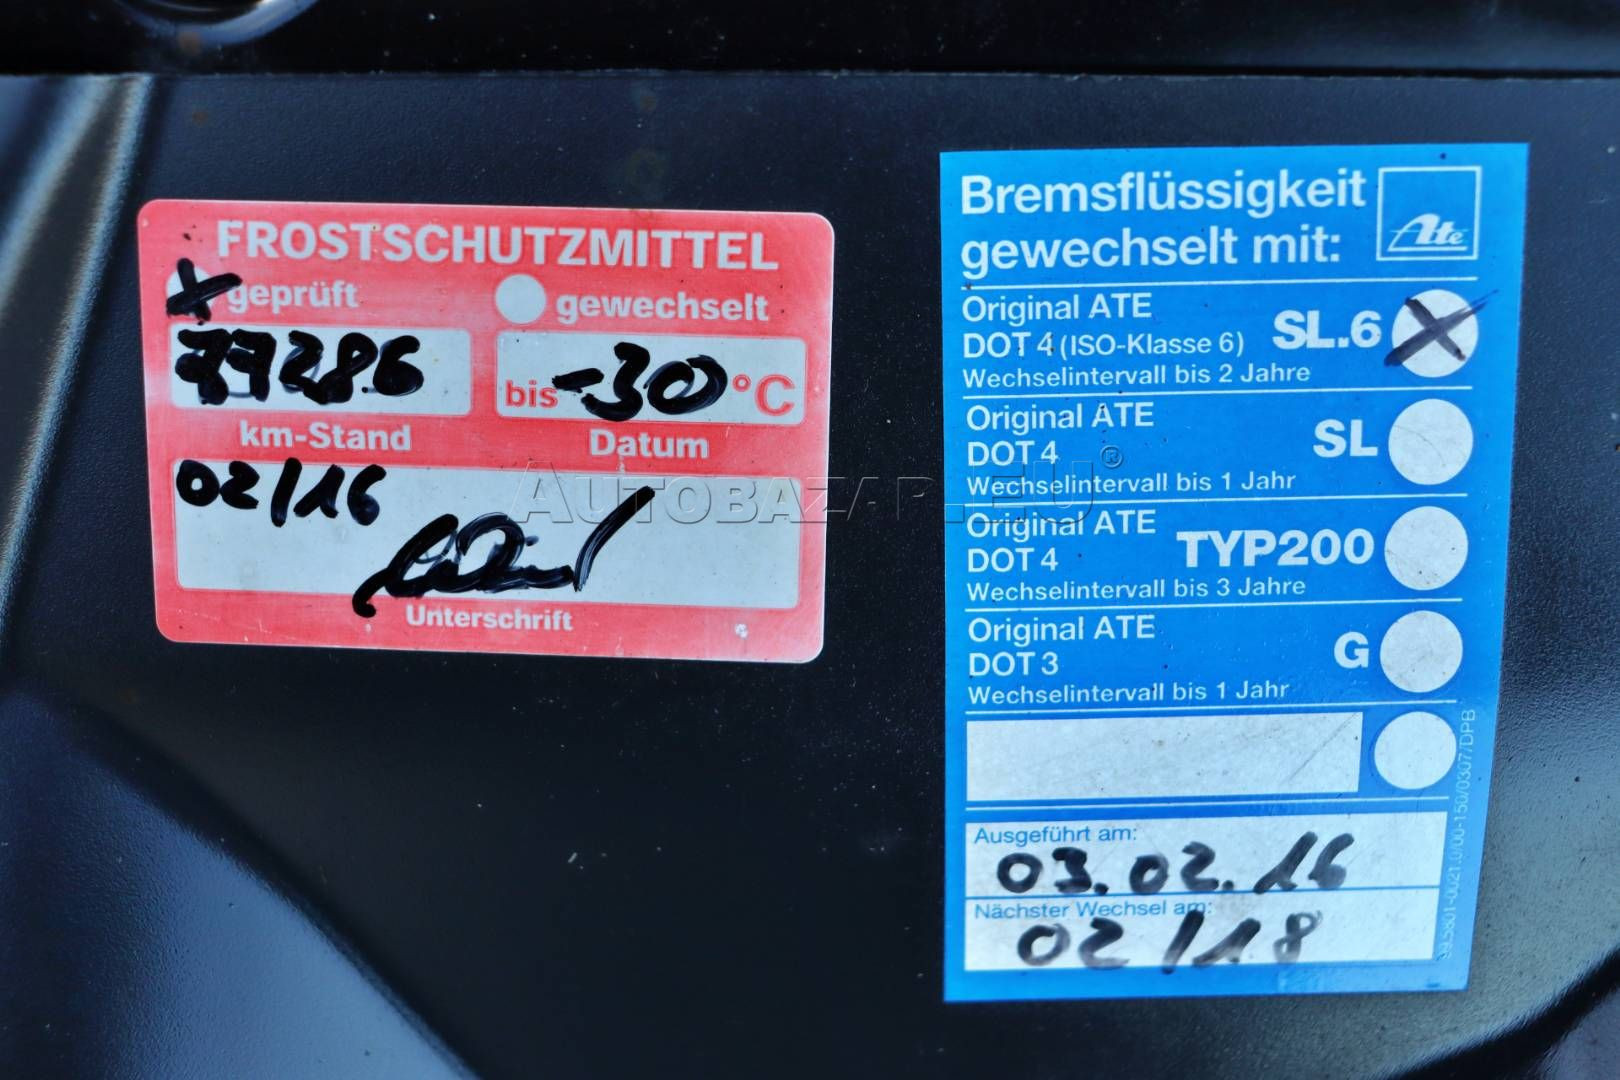 FROSTSCHUTZMITTEL
X geprüft gewechselt
77286 bis -30 °C
km-Stand Datum
02/16
Unterschrift
AUTOBAZAR.EU®
Bremsflüssigkeit
gewechselt mit:
Ate
Original ATE
DOT 4 (ISO-Klasse 6) SL.6 X
Wechselintervall bis 2 Jahre
Original ATE
DOT 4 SL
Wechselintervall bis 1 Jahr
Original ATE
DOT 4 TYP200
Wechselintervall bis 3 Jahre
Original ATE
DOT 3 G
Wechselintervall bis 1 Jahr
Ausgeführt am:
03.02.16
Nächster Wechsel am:
02/18